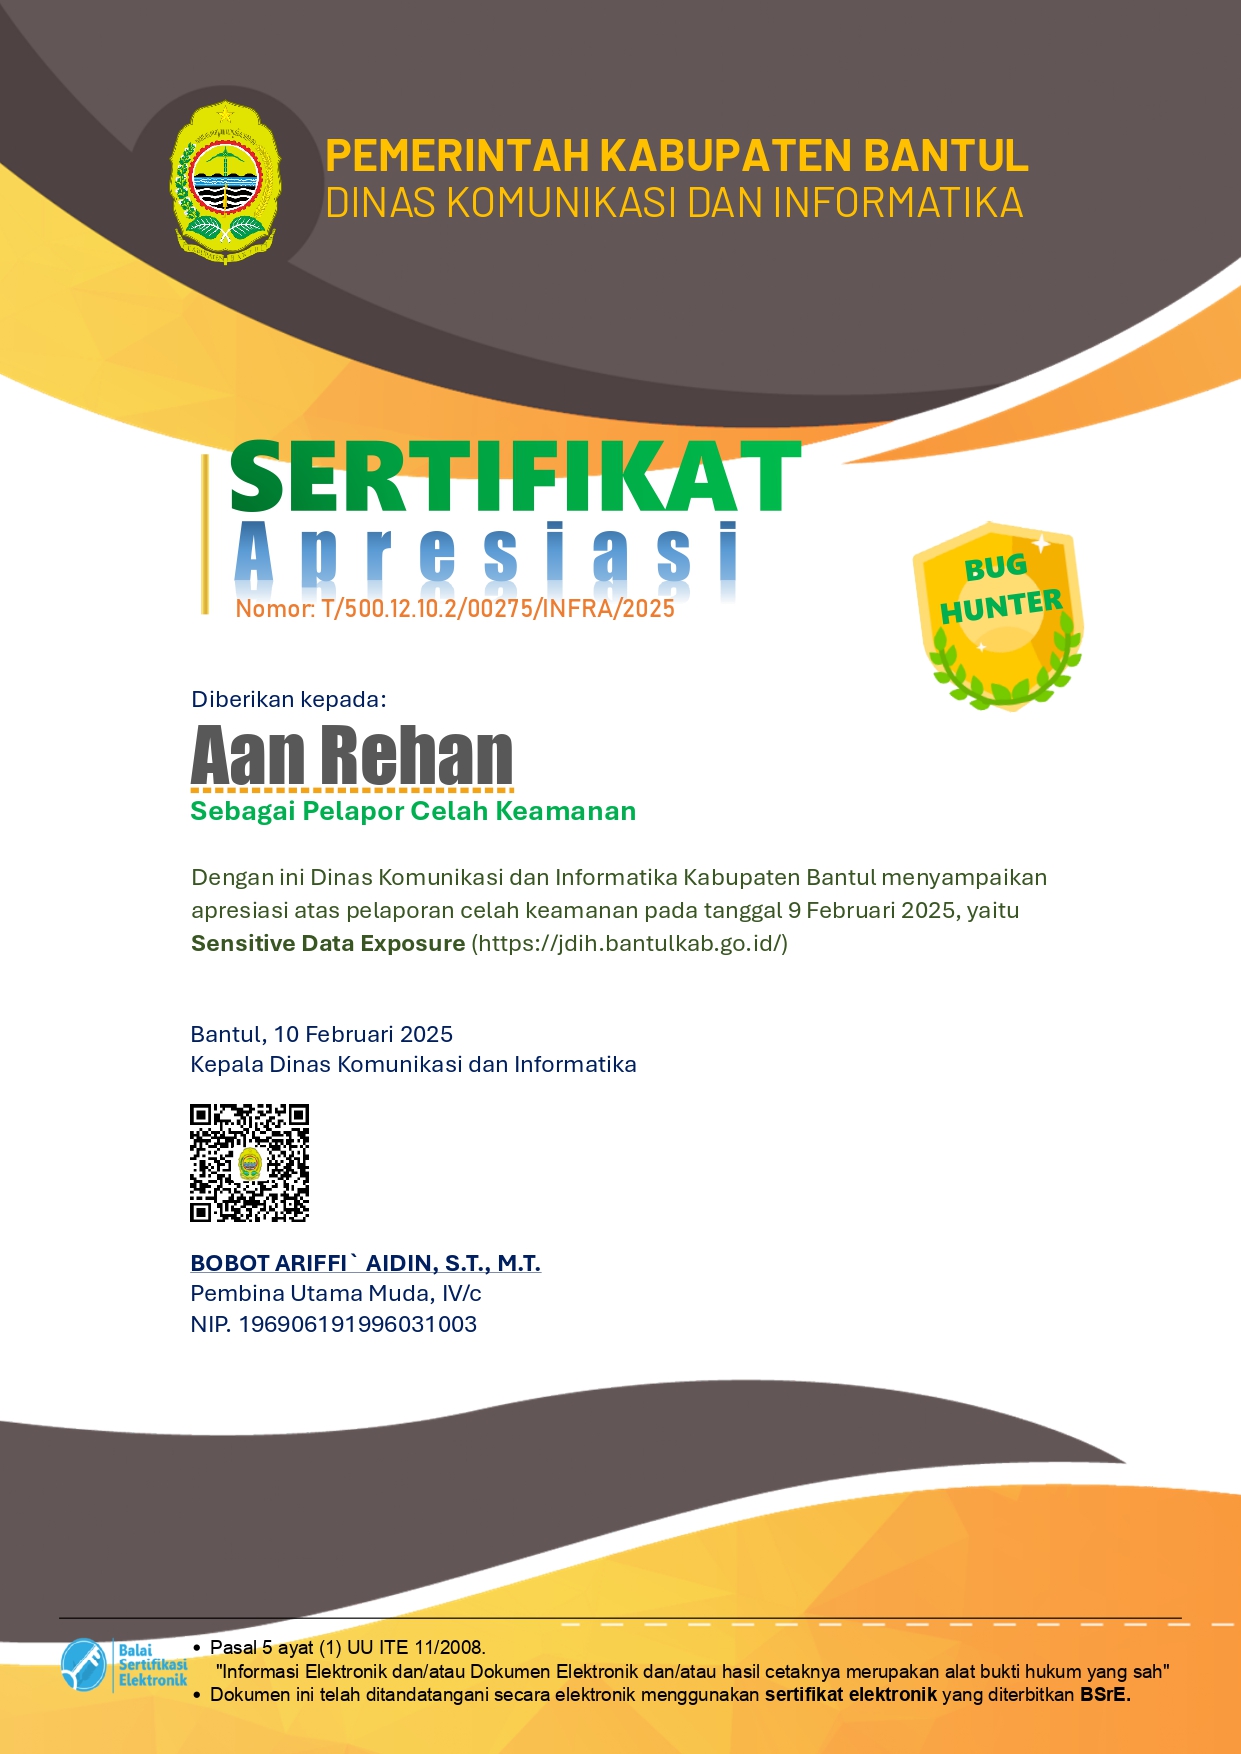 PEMERINTAH KABUPATEN BANTUL
DINAS KOMUNIKASI DAN INFORMATIKA
SERTIFIKAT
Apresiasi
Nomor: T/500.12.10.2/00275/INFRA/2025
BUG
HUNTER
Diberikan kepada:
Aan Rehan
Sebagai Pelapor Celah Keamanan
Dengan ini Dinas Komunikasi dan Informatika Kabupaten Bantul menyampaikan
apresiasi atas pelaporan celah keamanan pada tanggal 9 Februari 2025, yaitu
Sensitive Data Exposure (https://jdih.bantulkab.go.id/)
Bantul, 10 Februari 2025
Kepala Dinas Komunikasi dan Informatika
BOBOT ARIFFI` AIDIN, S.T., M.T.
Pembina Utama Muda, IV/c
NIP. 196906191996031003
Balai
Sertifikasi
Elektronik
• Pasal 5 ayat (1) UU ITE 11/2008.
"Informasi Elektronik dan/atau Dokumen Elektronik dan/atau hasil cetaknya merupakan alat bukti hukum yang sah"
• Dokumen ini telah ditandatangani secara elektronik menggunakan sertifikat elektronik yang diterbitkan BSrE.